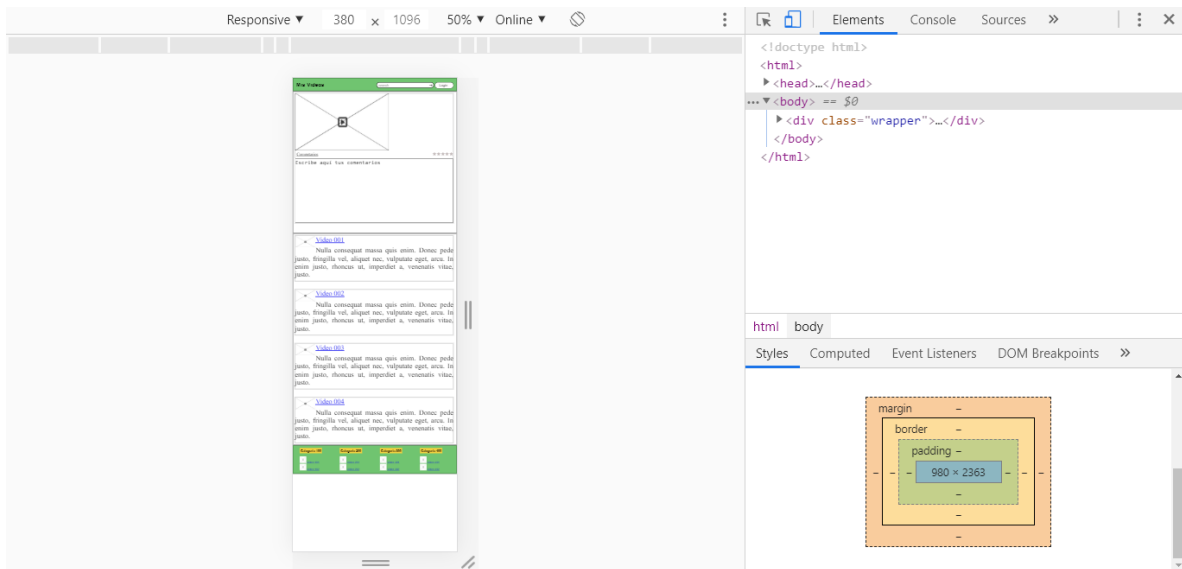 Responsive ▼ 380 × 1096 50% ▼ Online ▼
Elements Console Sources »
Mis Videos
Login
Comentarios
Escribe aqui tus comentarios
Video 001
Nulla consequat massa quis enim. Donec pede
justo, fringilla vel, aliquet nec, vulputate eget, arcu. In
enim justo, rhoncus ut, imperdiet a, venenatis vitae,
justo.
Video 002
Nulla consequat massa quis enim. Donec pede
justo, fringilla vel, aliquet nec, vulputate eget, arcu. In
enim justo, rhoncus ut, imperdiet a, venenatis vitae,
justo.
Video 003
Nulla consequat massa quis enim. Donec pede
justo, fringilla vel, aliquet nec, vulputate eget, arcu. In
enim justo, rhoncus ut, imperdiet a, venenatis vitae,
justo.
Video 004
Nulla consequat massa quis enim. Donec pede
justo, fringilla vel, aliquet nec, vulputate eget, arcu. In
enim justo, rhoncus ut, imperdiet a, venenatis vitae,
justo.
<!doctype html>
<html>
<head>…</head>
<body> == $0
<div class="wrapper">…</div>
</body>
</html>
html body
Styles Computed Event Listeners DOM Breakpoints »
margin –
border –
padding –
– – – 980 × 2363 – – –
–
–
–